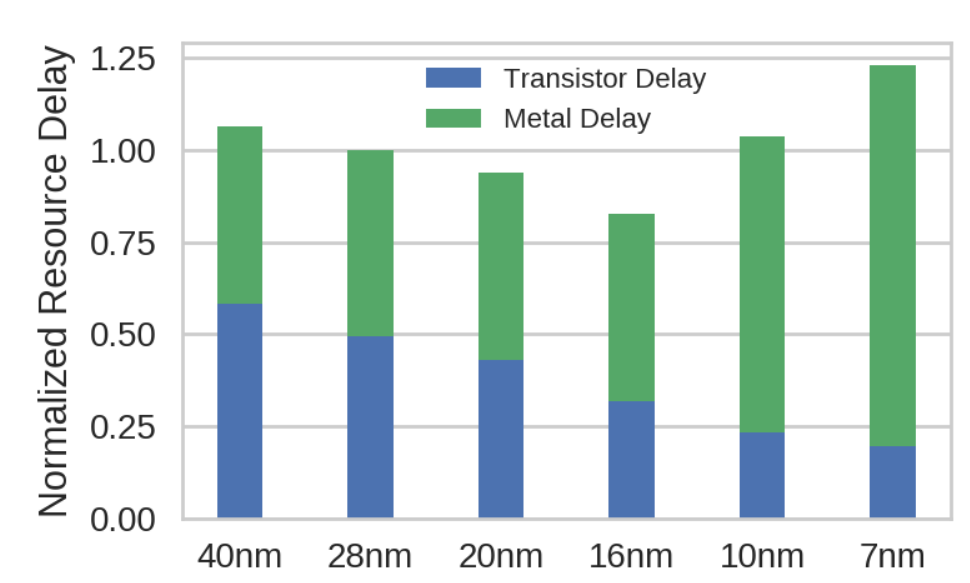 Normalized Resource Delay
1.25
1.00
0.75
0.50
0.25
0.00
Transistor Delay
Metal Delay
40nm 28nm 20nm 16nm 10nm 7nm